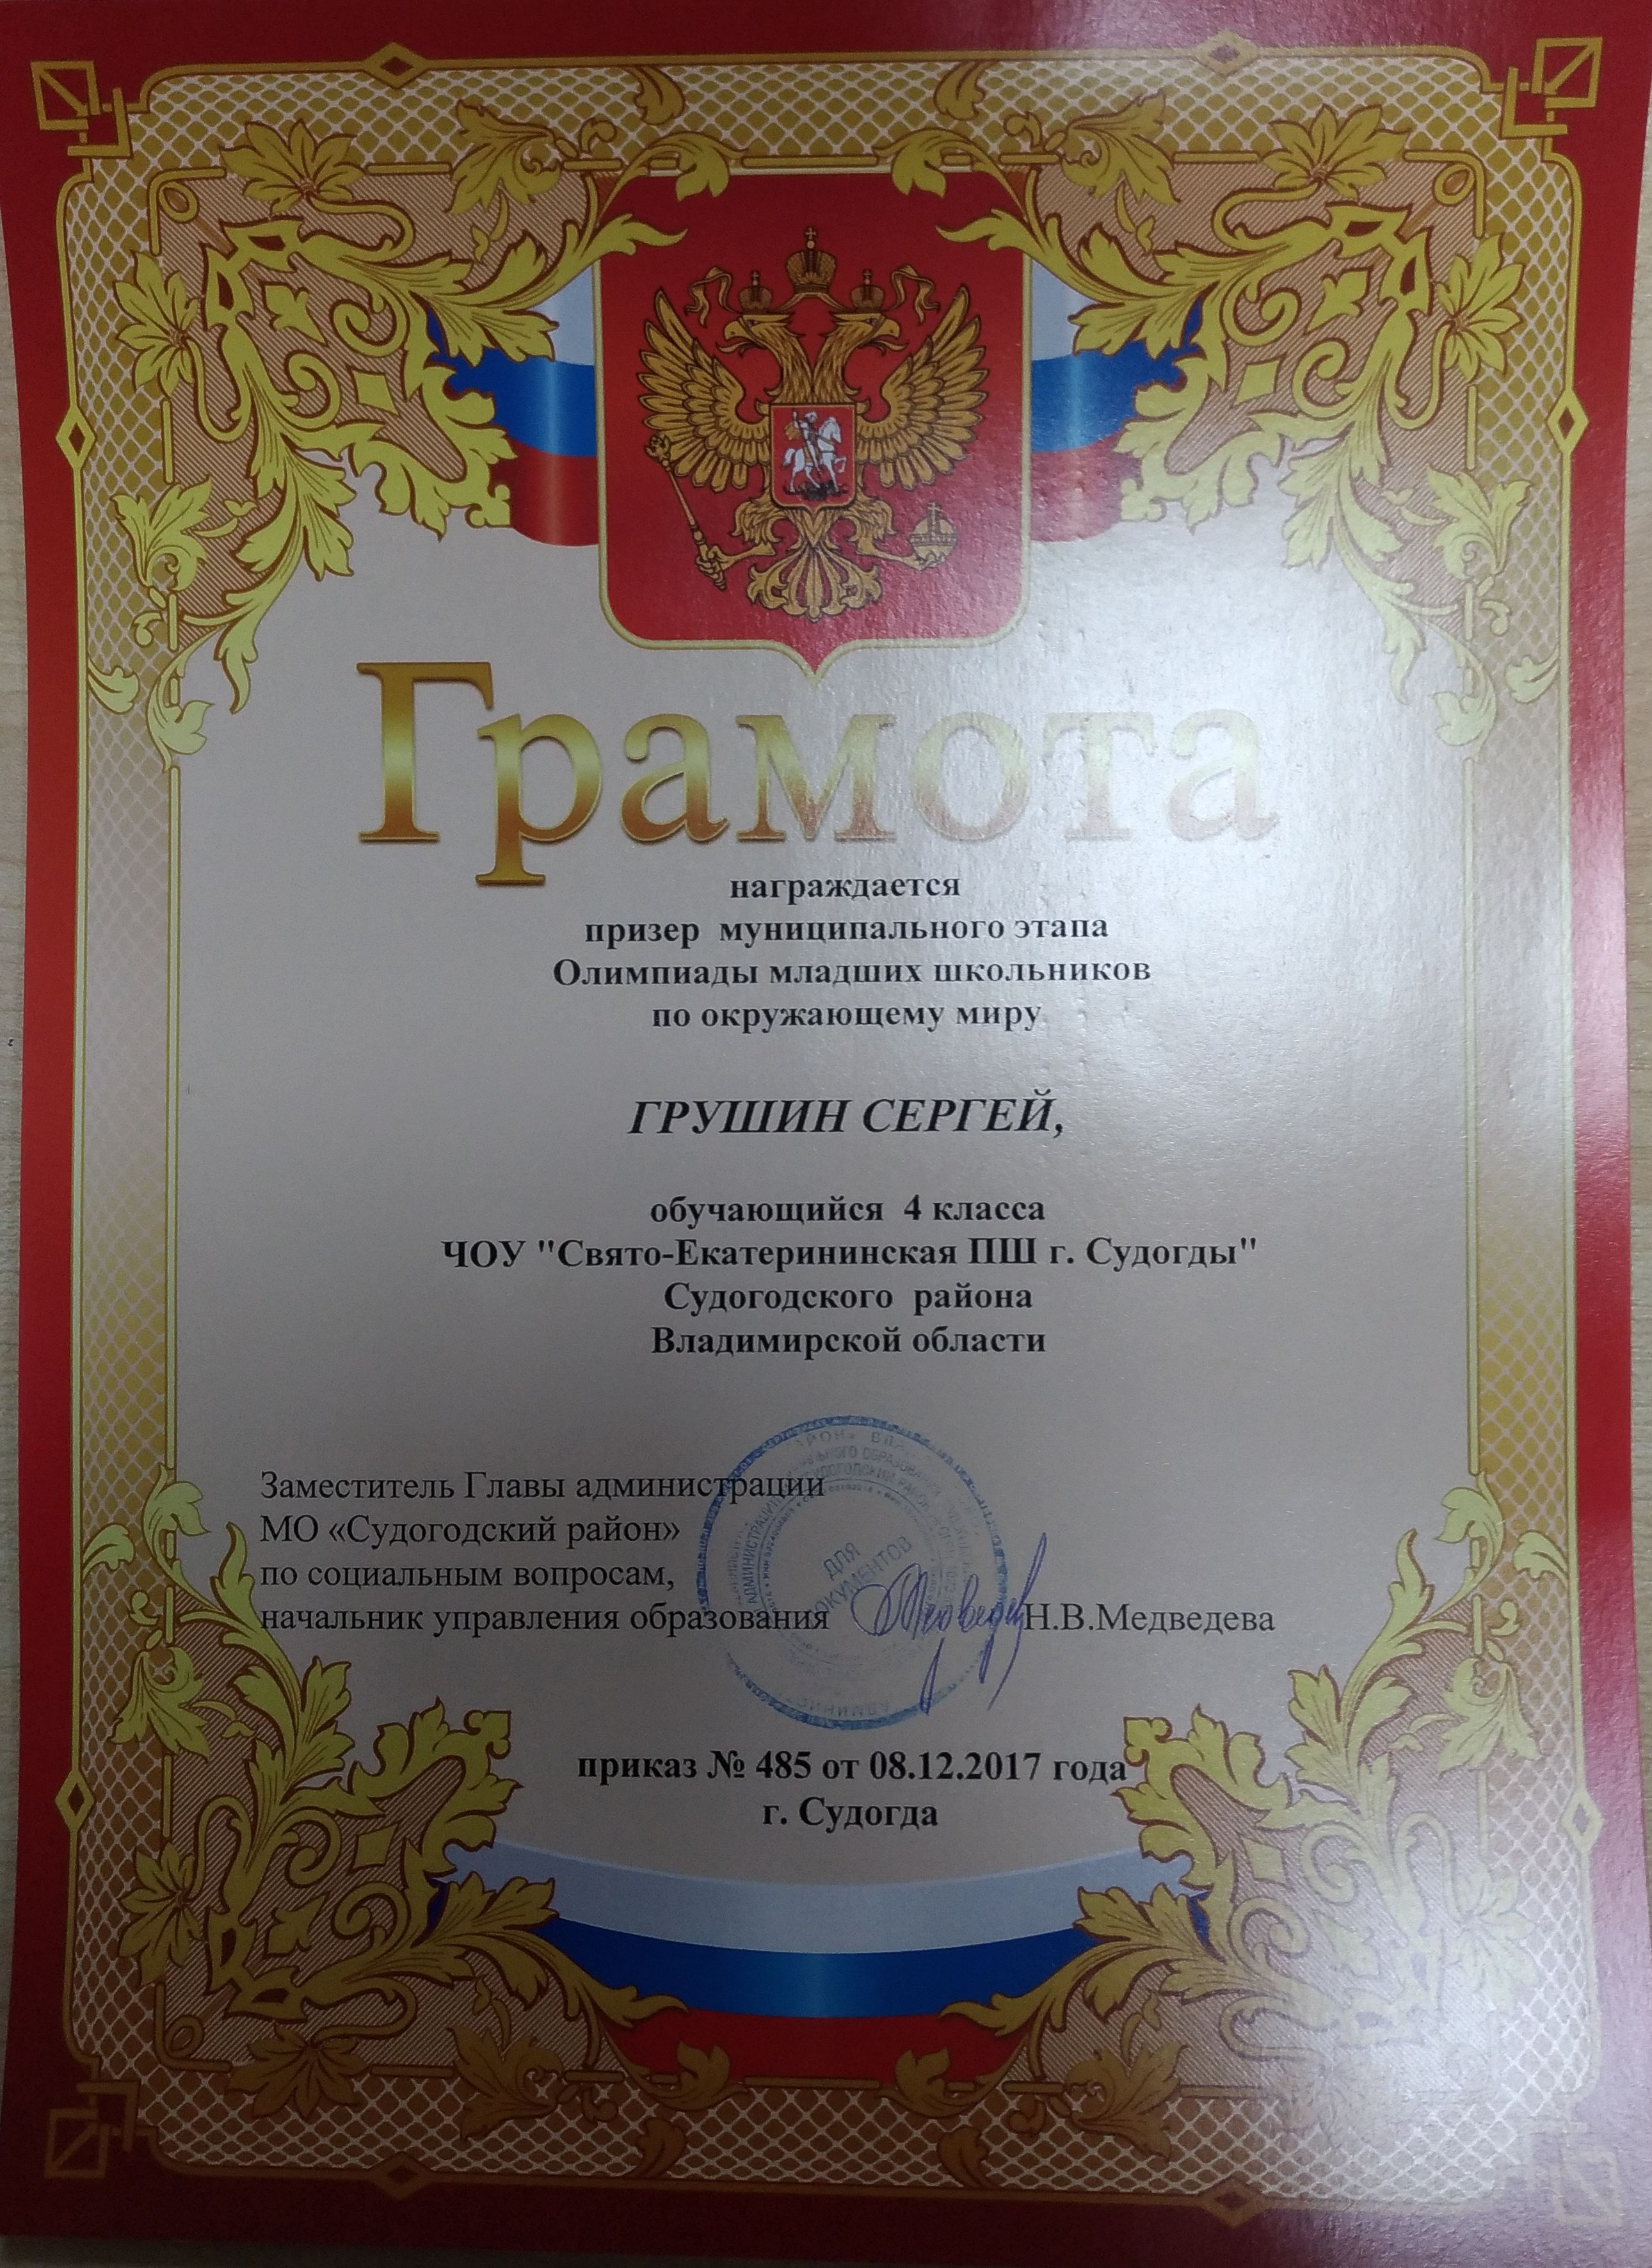 Грамота
награждается
призер муниципального этапа
Олимпиады младших школьников
по окружающему миру
ГРУШИН СЕРГЕЙ,
обучающийся 4 класса
ЧОУ "Свято-Екатерининская ПШ г. Судогды"
Судогодского района
Владимирской области
Заместитель Главы администрации
МО «Судогодский район»
по социальным вопросам,
начальник управления образования Н.В.Медведева
ДЛЯ
ДОКУМЕНТОВ
приказ № 485 от 08.12.2017 года
г. Судогда